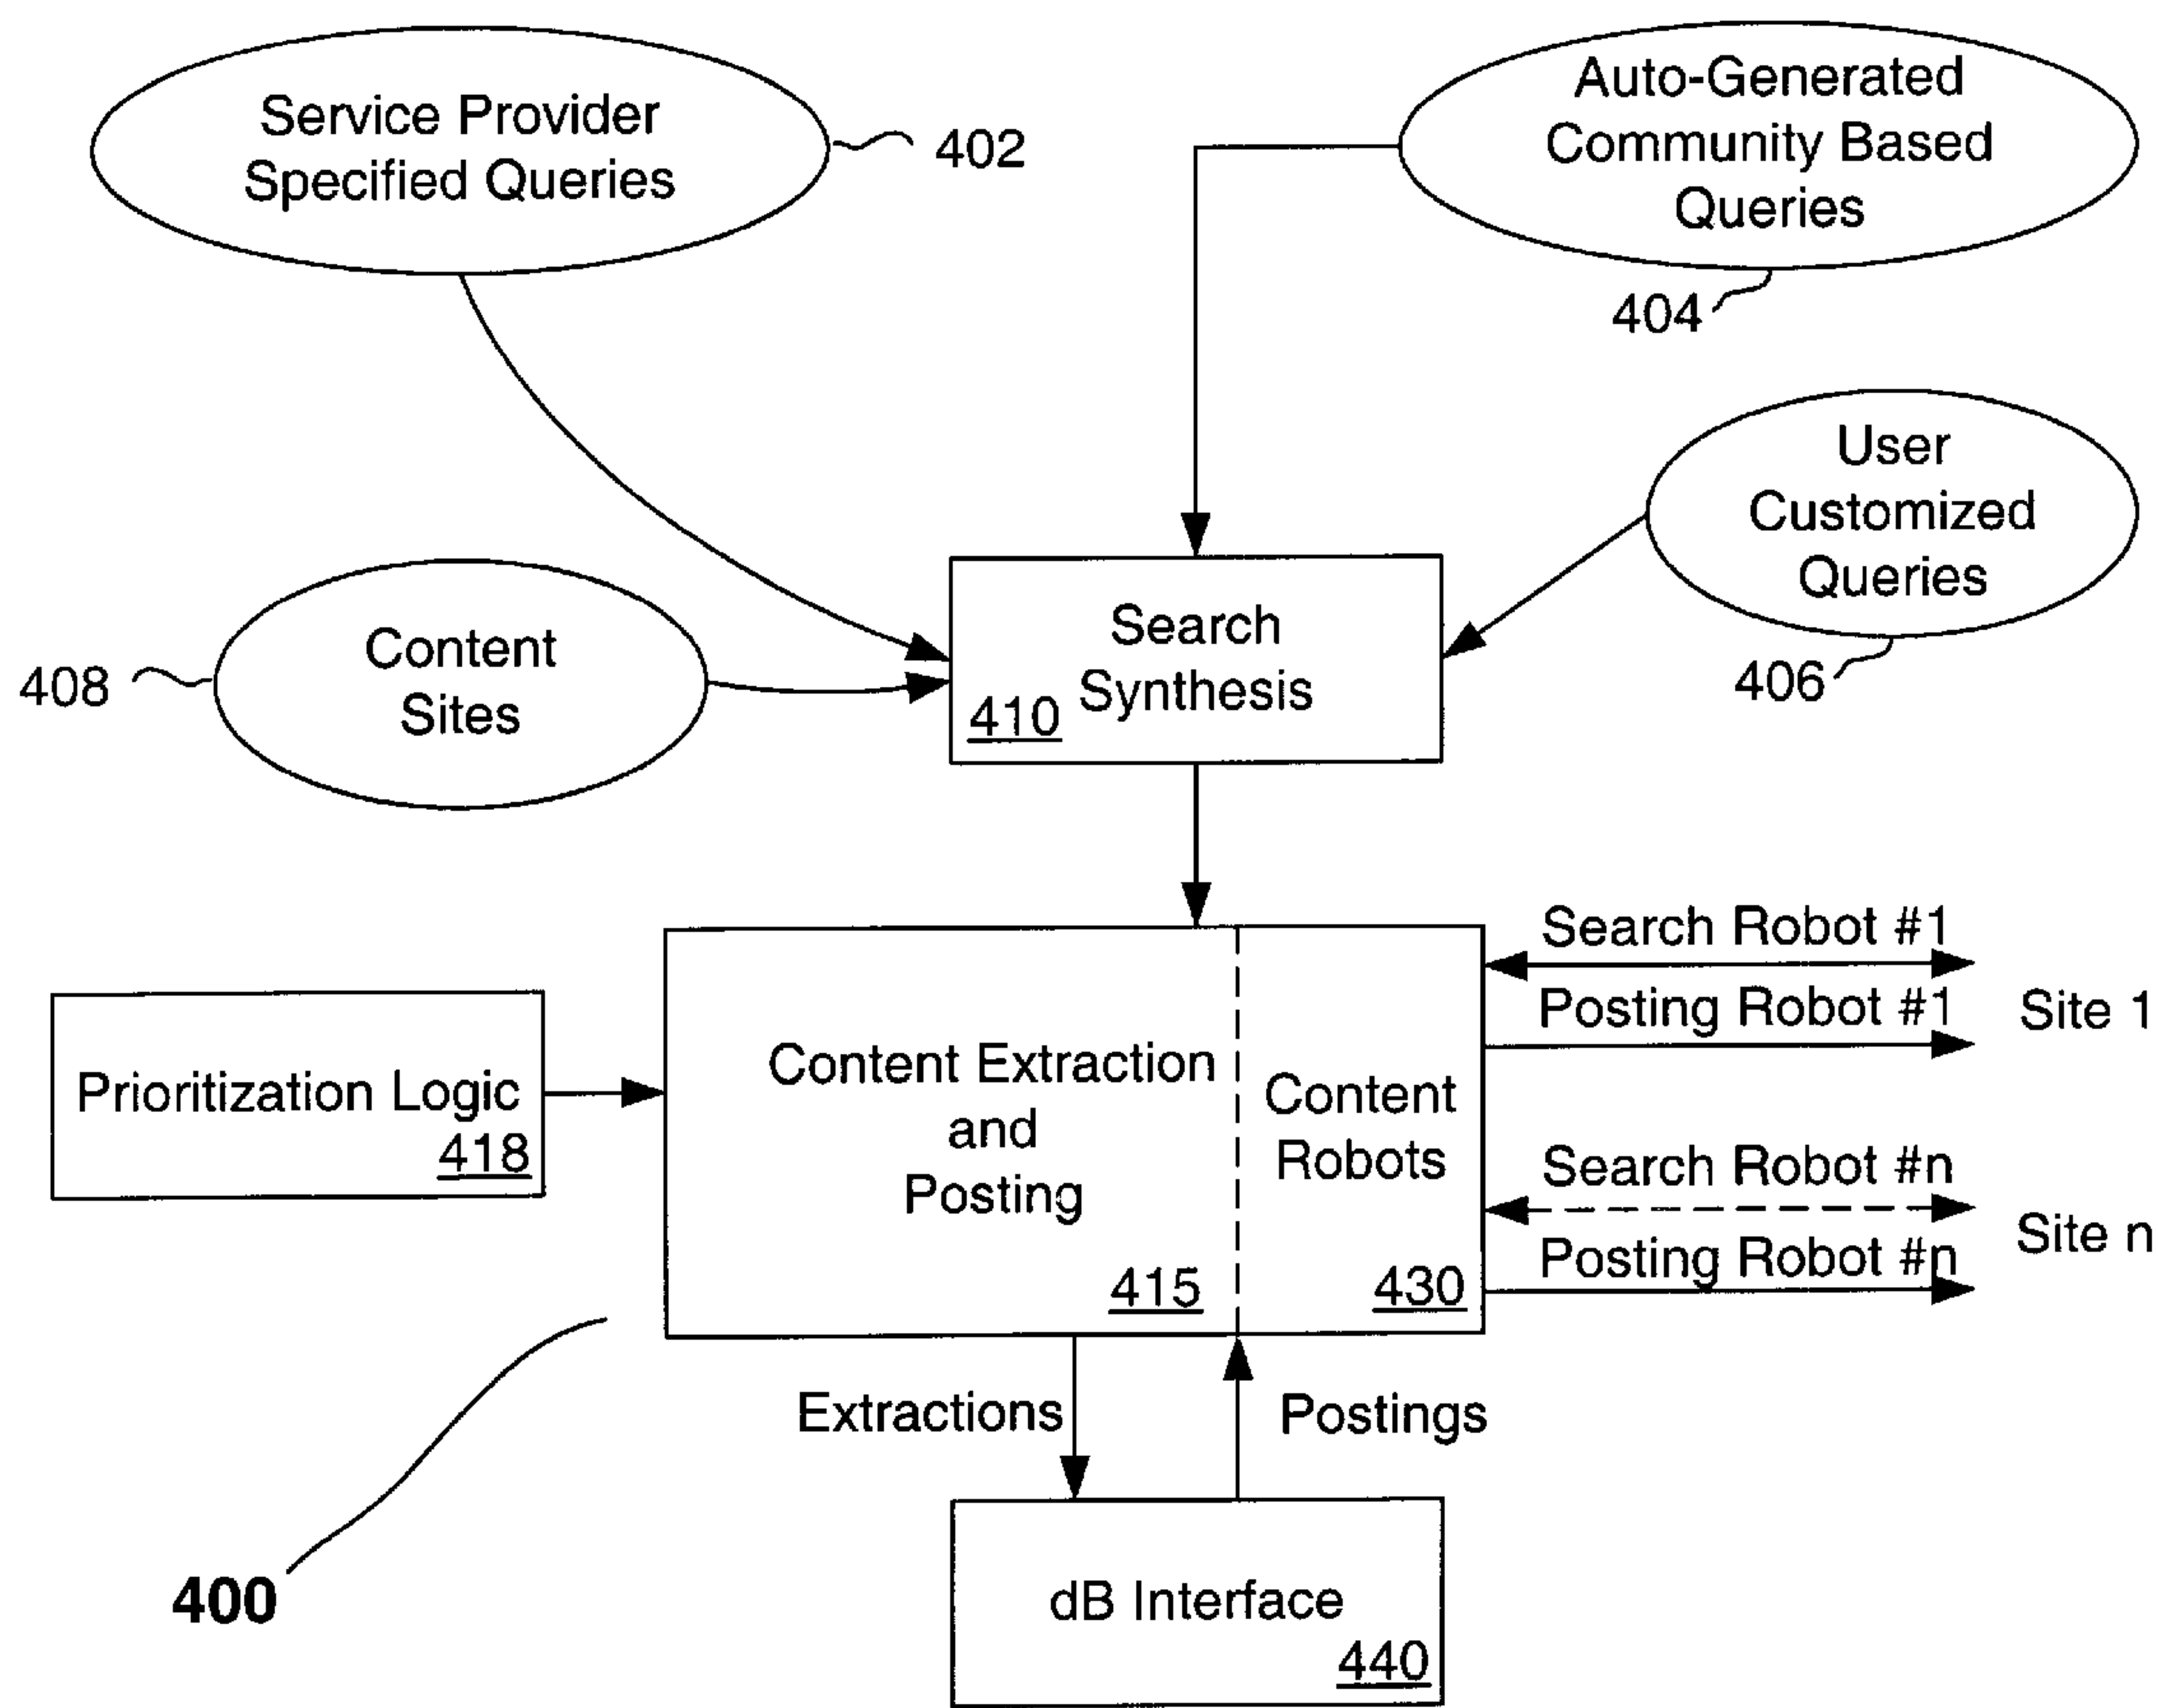 Service Provider
Specified Queries
402
Auto-Generated
Community Based
Queries
404
User
Customized
Queries
406
Content
Sites
408
Search
Synthesis
410
Prioritization Logic
418
Content Extraction
and
Posting
415
Content
Robots
430
Search Robot #1
Posting Robot #1
Site 1
Search Robot #n
Posting Robot #n
Site n
Extractions
Postings
dB Interface
440
400